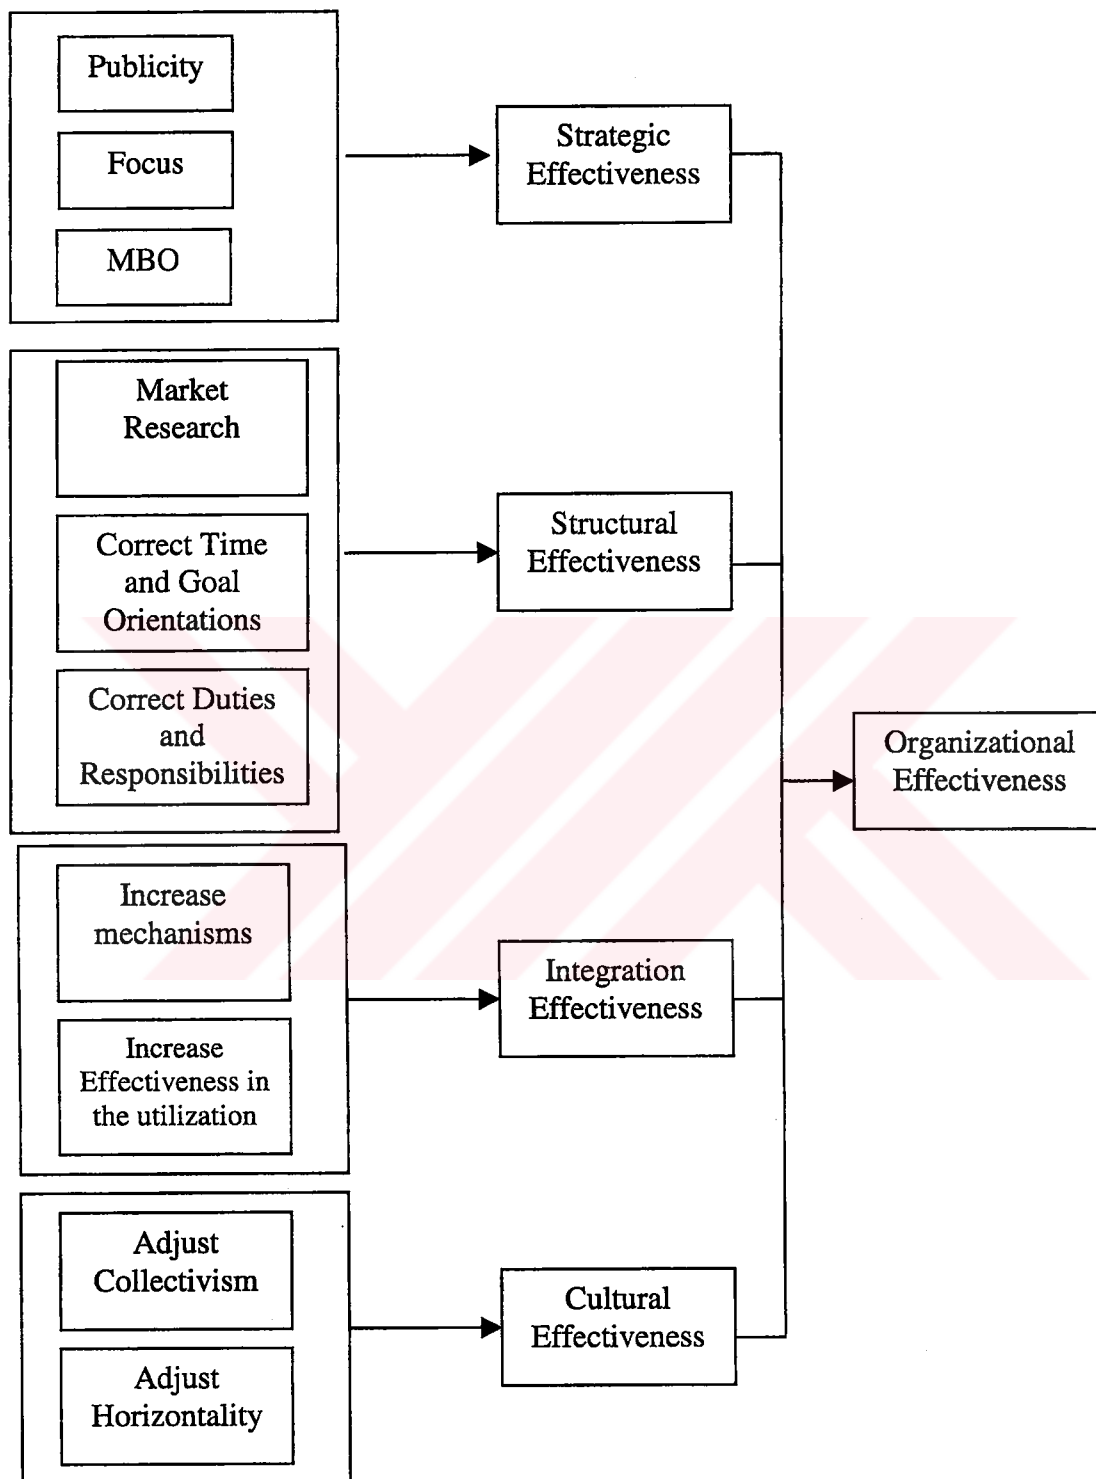 Publicity
Focus
MBO
Strategic
Effectiveness
Market
Research
Correct Time
and Goal
Orientations
Correct Duties
and
Responsibilities
Structural
Effectiveness
Organizational
Effectiveness
Increase
mechanisms
Increase
Effectiveness in
the utilization
Integration
Effectiveness
Adjust
Collectivism
Adjust
Horizontality
Cultural
Effectiveness